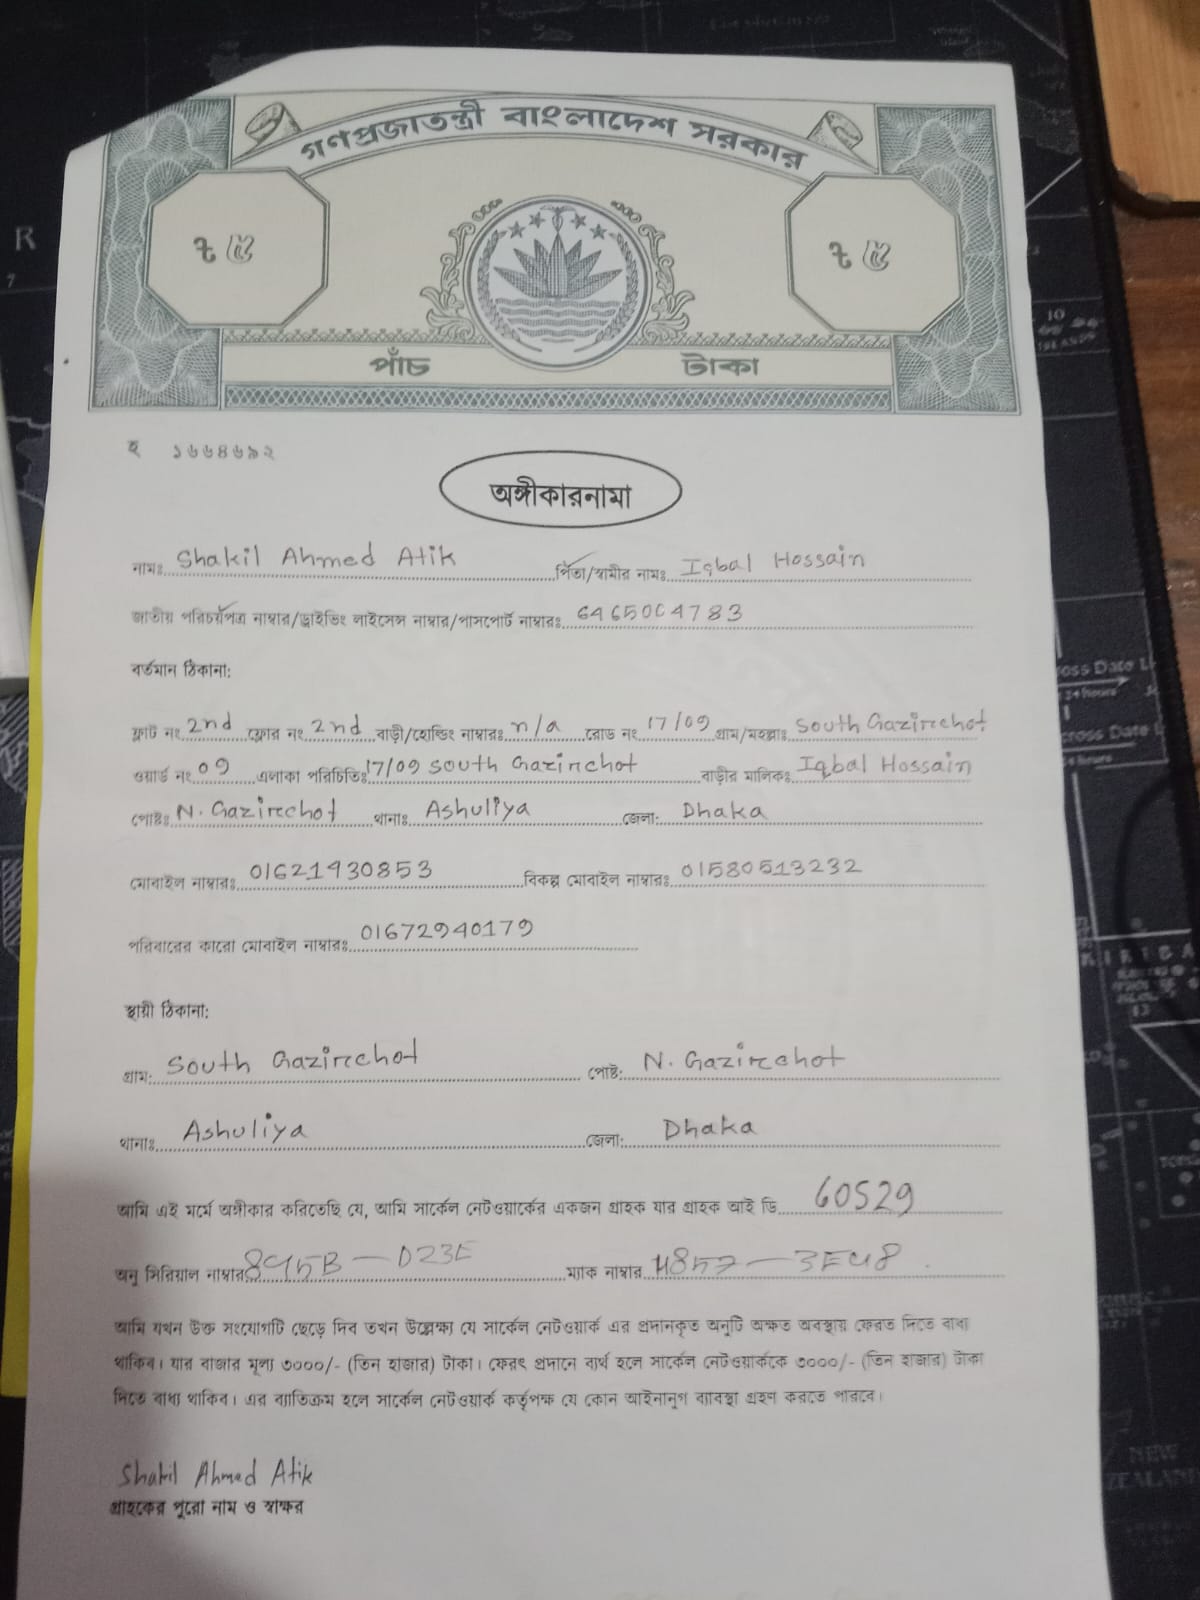 গণপ্রজাতন্ত্রী বাংলাদেশ সরকার
৳ ৫ ৳ ৫
পাঁচ টাকা
হ ১৬৬৪৬৯২
অঙ্গীকারনামা
নামঃ Shakil Ahmed Atik পিতা/স্বামীর নামঃ Iqbal Hossain
জাতীয় পরিচয়পত্র নাম্বার/ড্রাইভিং লাইসেন্স নাম্বার/পাসপোর্ট নাম্বারঃ
বর্তমান ঠিকানা:
ফ্লাট নং 2nd ফ্লোর নং 2nd বাড়ী/হোল্ডিং নাম্বারঃ n/a রোড নং 17/09 গ্রাম/মহল্লাঃ South Gazirchot
ওয়ার্ড নং 09 এলাকা পরিচিতিঃ 17/09 South Gazirchot বাড়ীর মালিকঃ Iqbal Hossain
পোষ্টঃ N. Gazirchot থানাঃ Ashuliya জেলা: Dhaka
মোবাইল নাম্বারঃ 01621930853 বিকল্প মোবাইল নাম্বারঃ 01580513232
পরিবারের কারো মোবাইল নাম্বারঃ 01672940179
স্থায়ী ঠিকানা:
গ্রাম: South Gazirchot পোষ্ট: N. Gazirchot
থানাঃ Ashuliya জেলা: Dhaka
আমি এই মর্মে অঙ্গীকার করিতেছি যে, আমি সার্কেল নেটওয়ার্কের একজন গ্রাহক যার গ্রাহক আই ডি 60529
অনু সিরিয়াল নাম্বার ম্যাক নাম্বার
আমি যখন উক্ত সংযোগটি ছেড়ে দিব তখন উল্লেক্ষ্য যে সার্কেল নেটওয়ার্ক এর প্রদানকৃত অনুটি অক্ষত অবস্থায় ফেরত দিতে বাধ্য
থাকিব। যার বাজার মূল্য ৩০০০/- (তিন হাজার) টাকা। ফেরৎ প্রদানে ব্যর্থ হলে সার্কেল নেটওয়ার্ককে ৩০০০/- (তিন হাজার) টাকা
দিতে বাধ্য থাকিব। এর ব্যাতিক্রম হলে সার্কেল নেটওয়ার্ক কর্তৃপক্ষ যে কোন আইনানুগ ব্যাবস্থা গ্রহণ করতে পারবে।
Shakil Ahmed Atik
গ্রাহকের পুরো নাম ও স্বাক্ষর